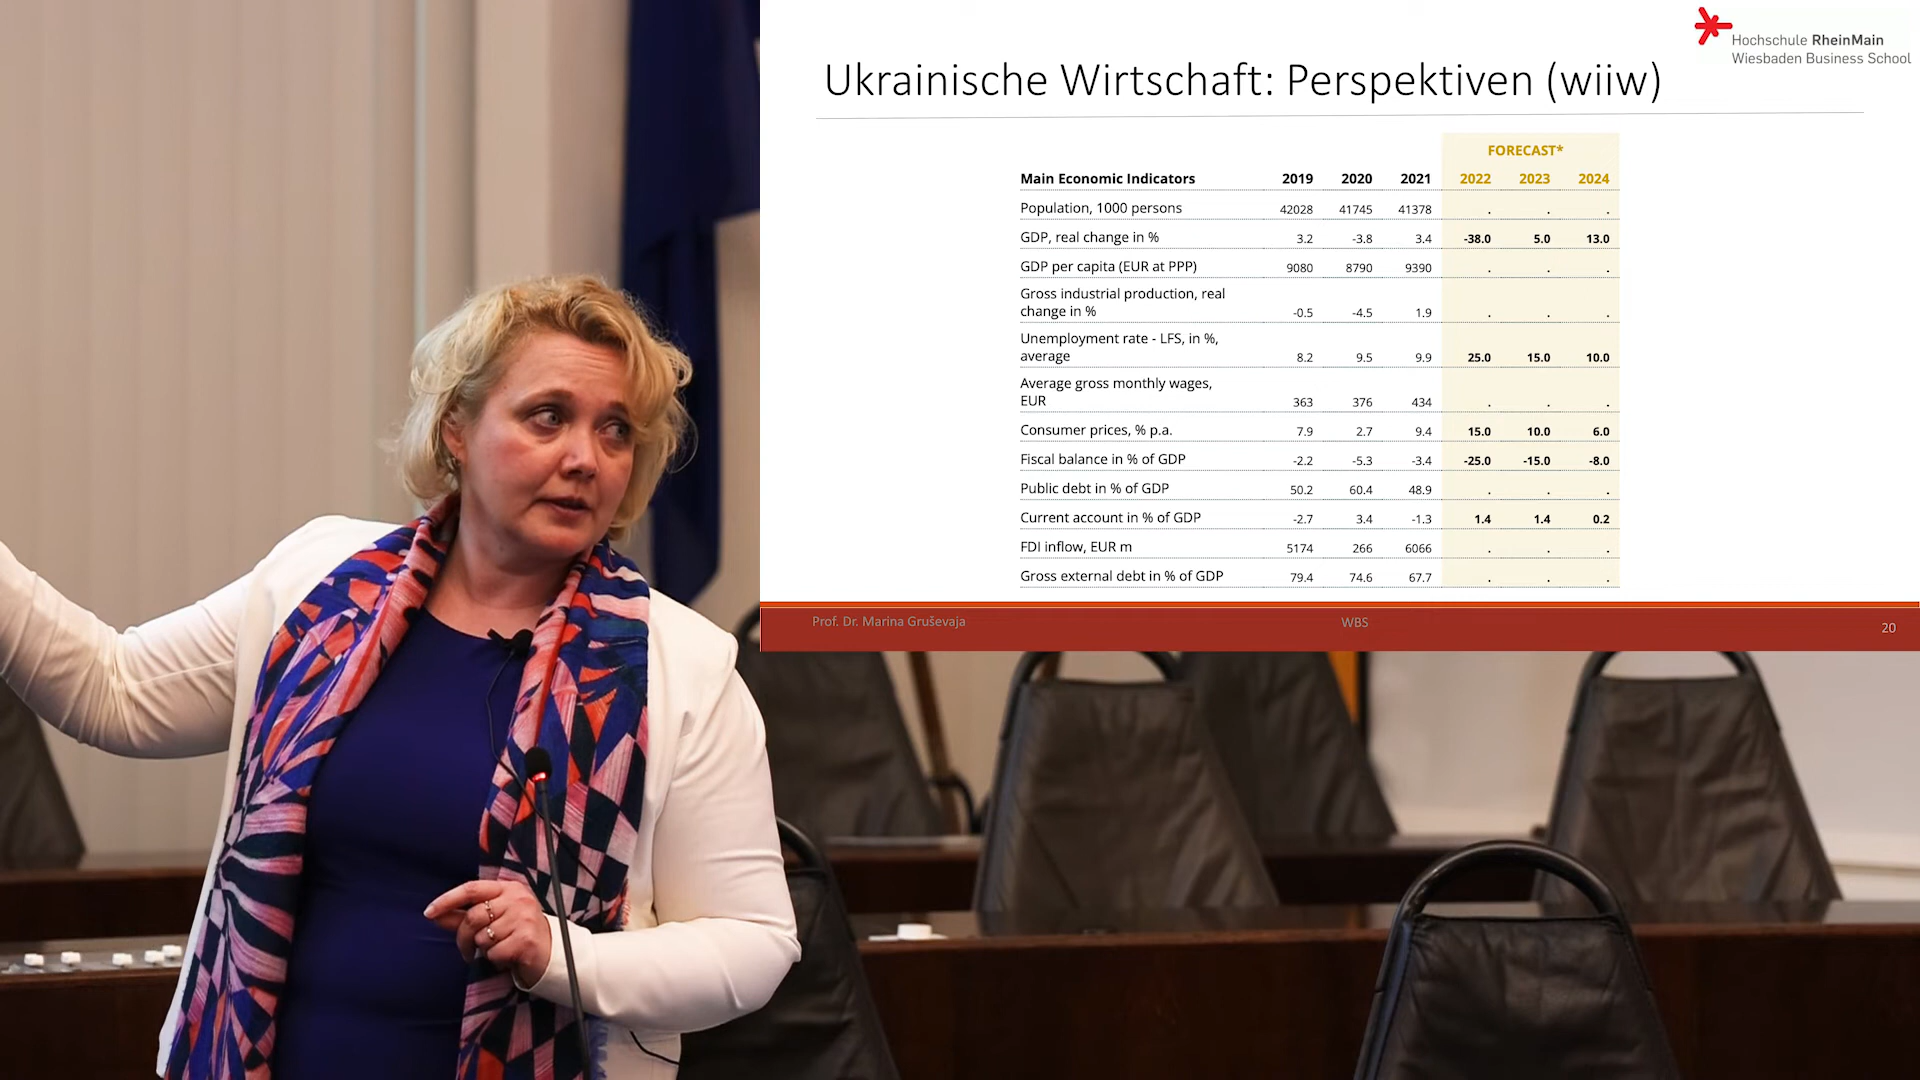 Hochschule RheinMain
Wiesbaden Business School
Ukrainische Wirtschaft: Perspektiven (wiiw)
FORECAST*
Main Economic Indicators 2019 2020 2021 2022 2023 2024
Population, 1000 persons 42028 41745 41378 . . .
GDP, real change in % 3.2 -3.8 3.4 -38.0 5.0 13.0
GDP per capita (EUR at PPP) 9080 8790 9390 . . .
Gross industrial production, real
change in % -0.5 -4.5 1.9 . . .
Unemployment rate - LFS, in %,
average 8.2 9.5 9.9 25.0 15.0 10.0
Average gross monthly wages,
EUR 363 376 434 . . .
Consumer prices, % p.a. 7.9 2.7 9.4 15.0 10.0 6.0
Fiscal balance in % of GDP -2.2 -5.3 -3.4 -25.0 -15.0 -8.0
Public debt in % of GDP 50.2 60.4 48.9 . . .
Current account in % of GDP -2.7 3.4 -1.3 1.4 1.4 0.2
FDI inflow, EUR m 5174 266 6066 . . .
Gross external debt in % of GDP 79.4 74.6 67.7 . . .
Prof. Dr. Marina Gruševaja WBS 20